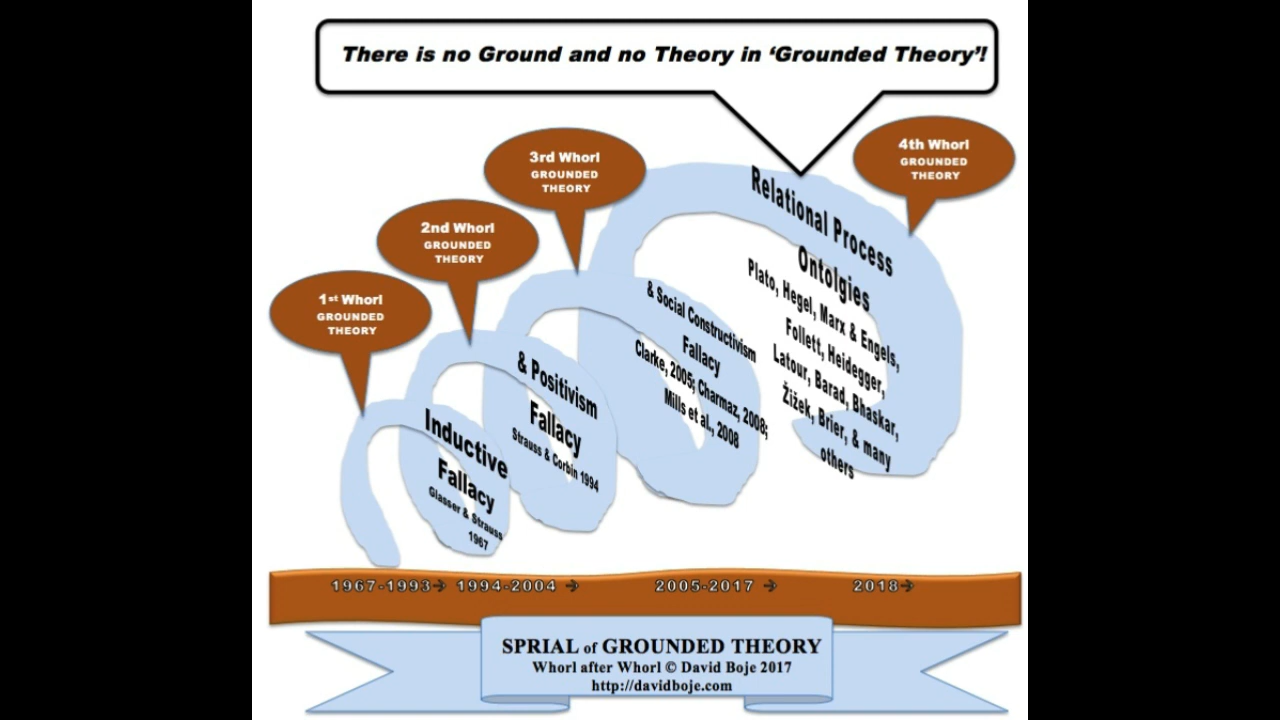 There is no Ground and no Theory in ‘Grounded Theory’!
1st Whorl
GROUNDED
THEORY
2nd Whorl
GROUNDED
THEORY
3rd Whorl
GROUNDED
THEORY
4th Whorl
GROUNDED
THEORY
Inductive
Fallacy
Glasser & Strauss
1967
& Positivism
Fallacy
Strauss & Corbin 1994
& Social Constructivism
Fallacy
Clarke, 2005; Charmaz, 2008;
Mills et al., 2008
Relational Process
Ontolgies
Plato, Hegel, Marx & Engels,
Follett, Heidegger,
Latour, Barad, Bhaskar,
Žižek, Brier, & many
others
1967-1993→ 1994-2004 → 2005-2017 → 2018→
SPRIAL of GROUNDED THEORY
Whorl after Whorl © David Boje 2017
http://davidboje.com